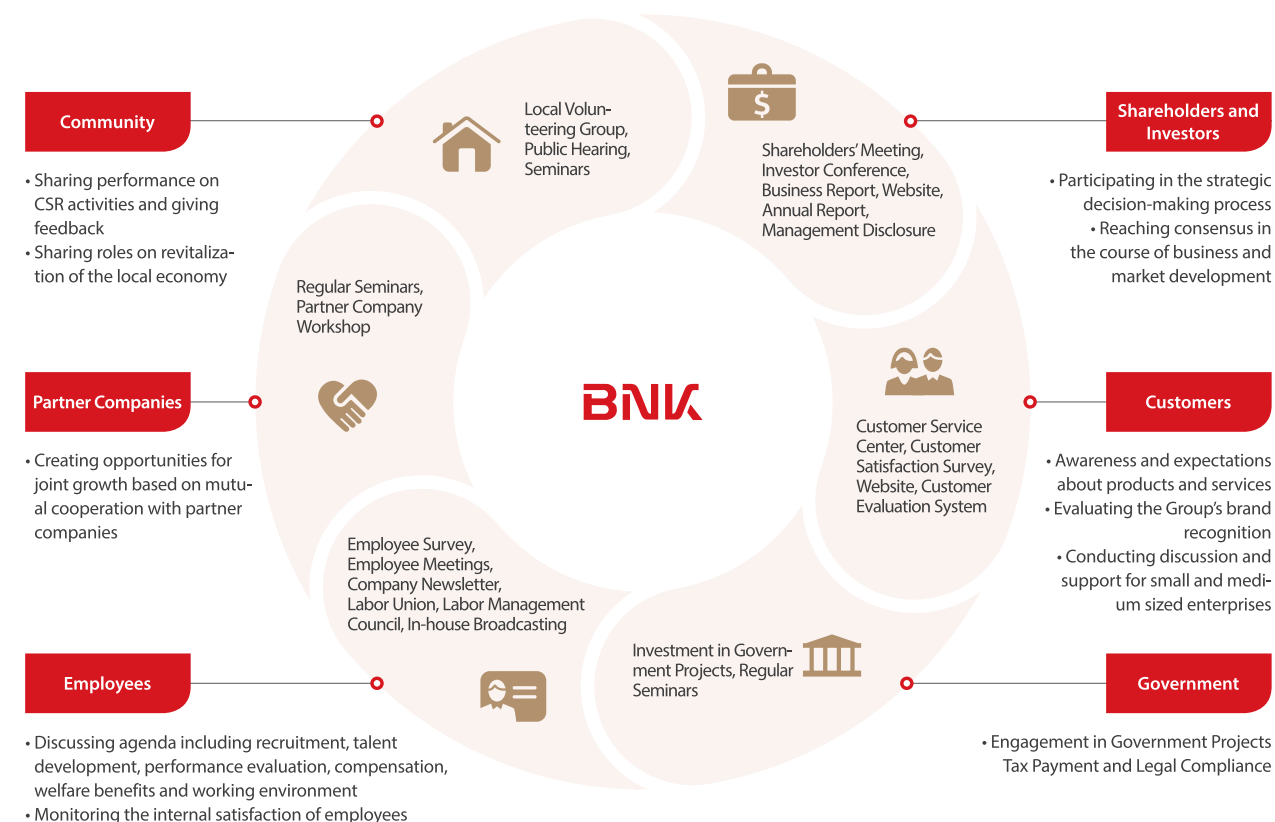 Community
• Sharing performance on
CSR activities and giving
feedback
• Sharing roles on revitaliza-
tion of the local economy
Local Volun-
teering Group,
Public Hearing,
Seminars
$
Shareholders' Meeting,
Investor Conference,
Business Report, Website,
Annual Report,
Management Disclosure
Shareholders and
Investors
• Participating in the strategic
decision-making process
• Reaching consensus in
the course of business and
market development
Partner Companies
• Creating opportunities for
joint growth based on mutu-
al cooperation with partner
companies
Regular Seminars,
Partner Company
Workshop
BNK
Customer Service
Center, Customer
Satisfaction Survey,
Website, Customer
Evaluation System
Customers
• Awareness and expectations
about products and services
• Evaluating the Group's brand
recognition
• Conducting discussion and
support for small and medi-
um sized enterprises
Employees
• Discussing agenda including recruitment, talent
development, performance evaluation, compensation,
welfare benefits and working environment
• Monitoring the internal satisfaction of employees
Employee Survey,
Employee Meetings,
Company Newsletter,
Labor Union, Labor Management
Council, In-house Broadcasting
Investment in Govern-
ment Projects, Regular
Seminars
Government
• Engagement in Government Projects
Tax Payment and Legal Compliance